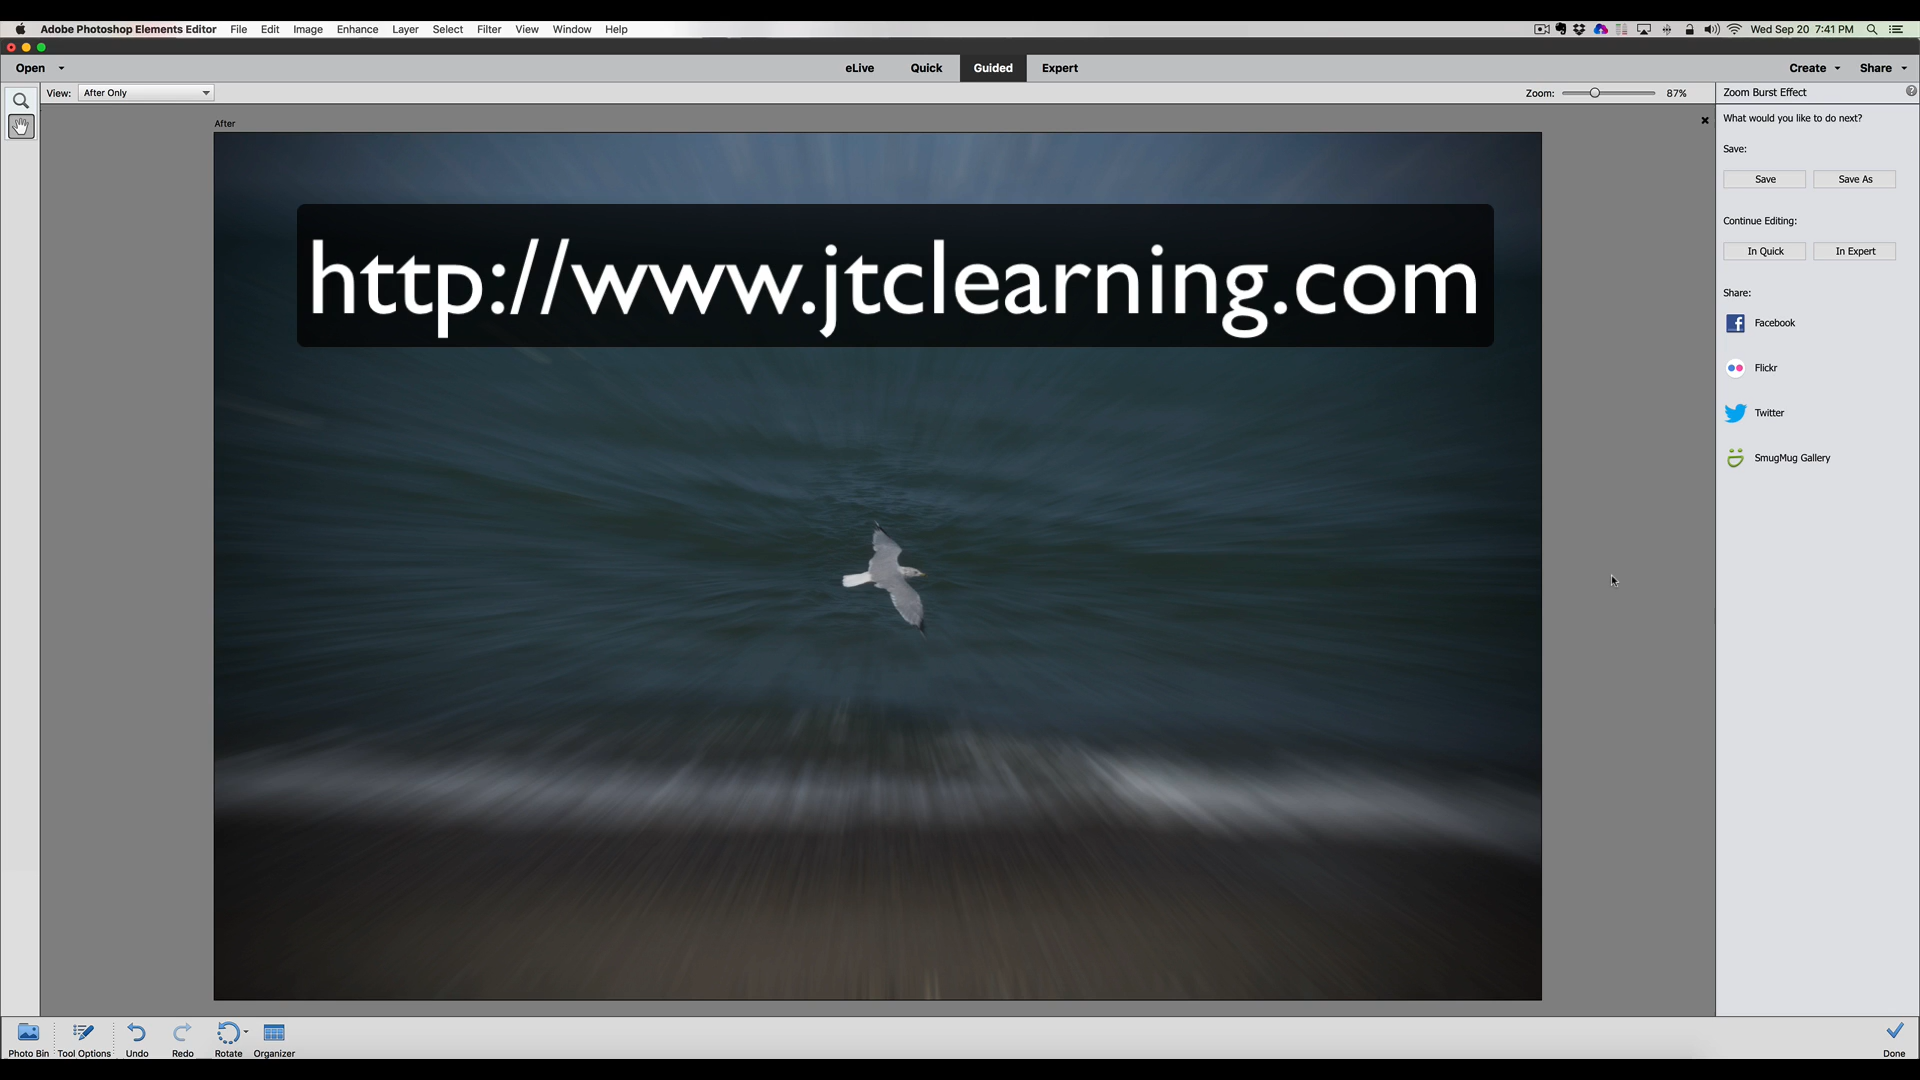 Adobe Photoshop Elements Editor File Edit Image Enhance Layer Select Filter View Window Help Wed Sep 20 7:41 PM
Open eLive Quick Guided Expert Create Share
View: After Only Zoom: 87% Zoom Burst Effect ?
After
What would you like to do next?
Save:
Save Save As
Continue Editing:
In Quick In Expert
Share:
Facebook
Flickr
Twitter
SmugMug Gallery
http://www.jtclearning.com
Photo Bin Tool Options Undo Redo Rotate Organizer Done